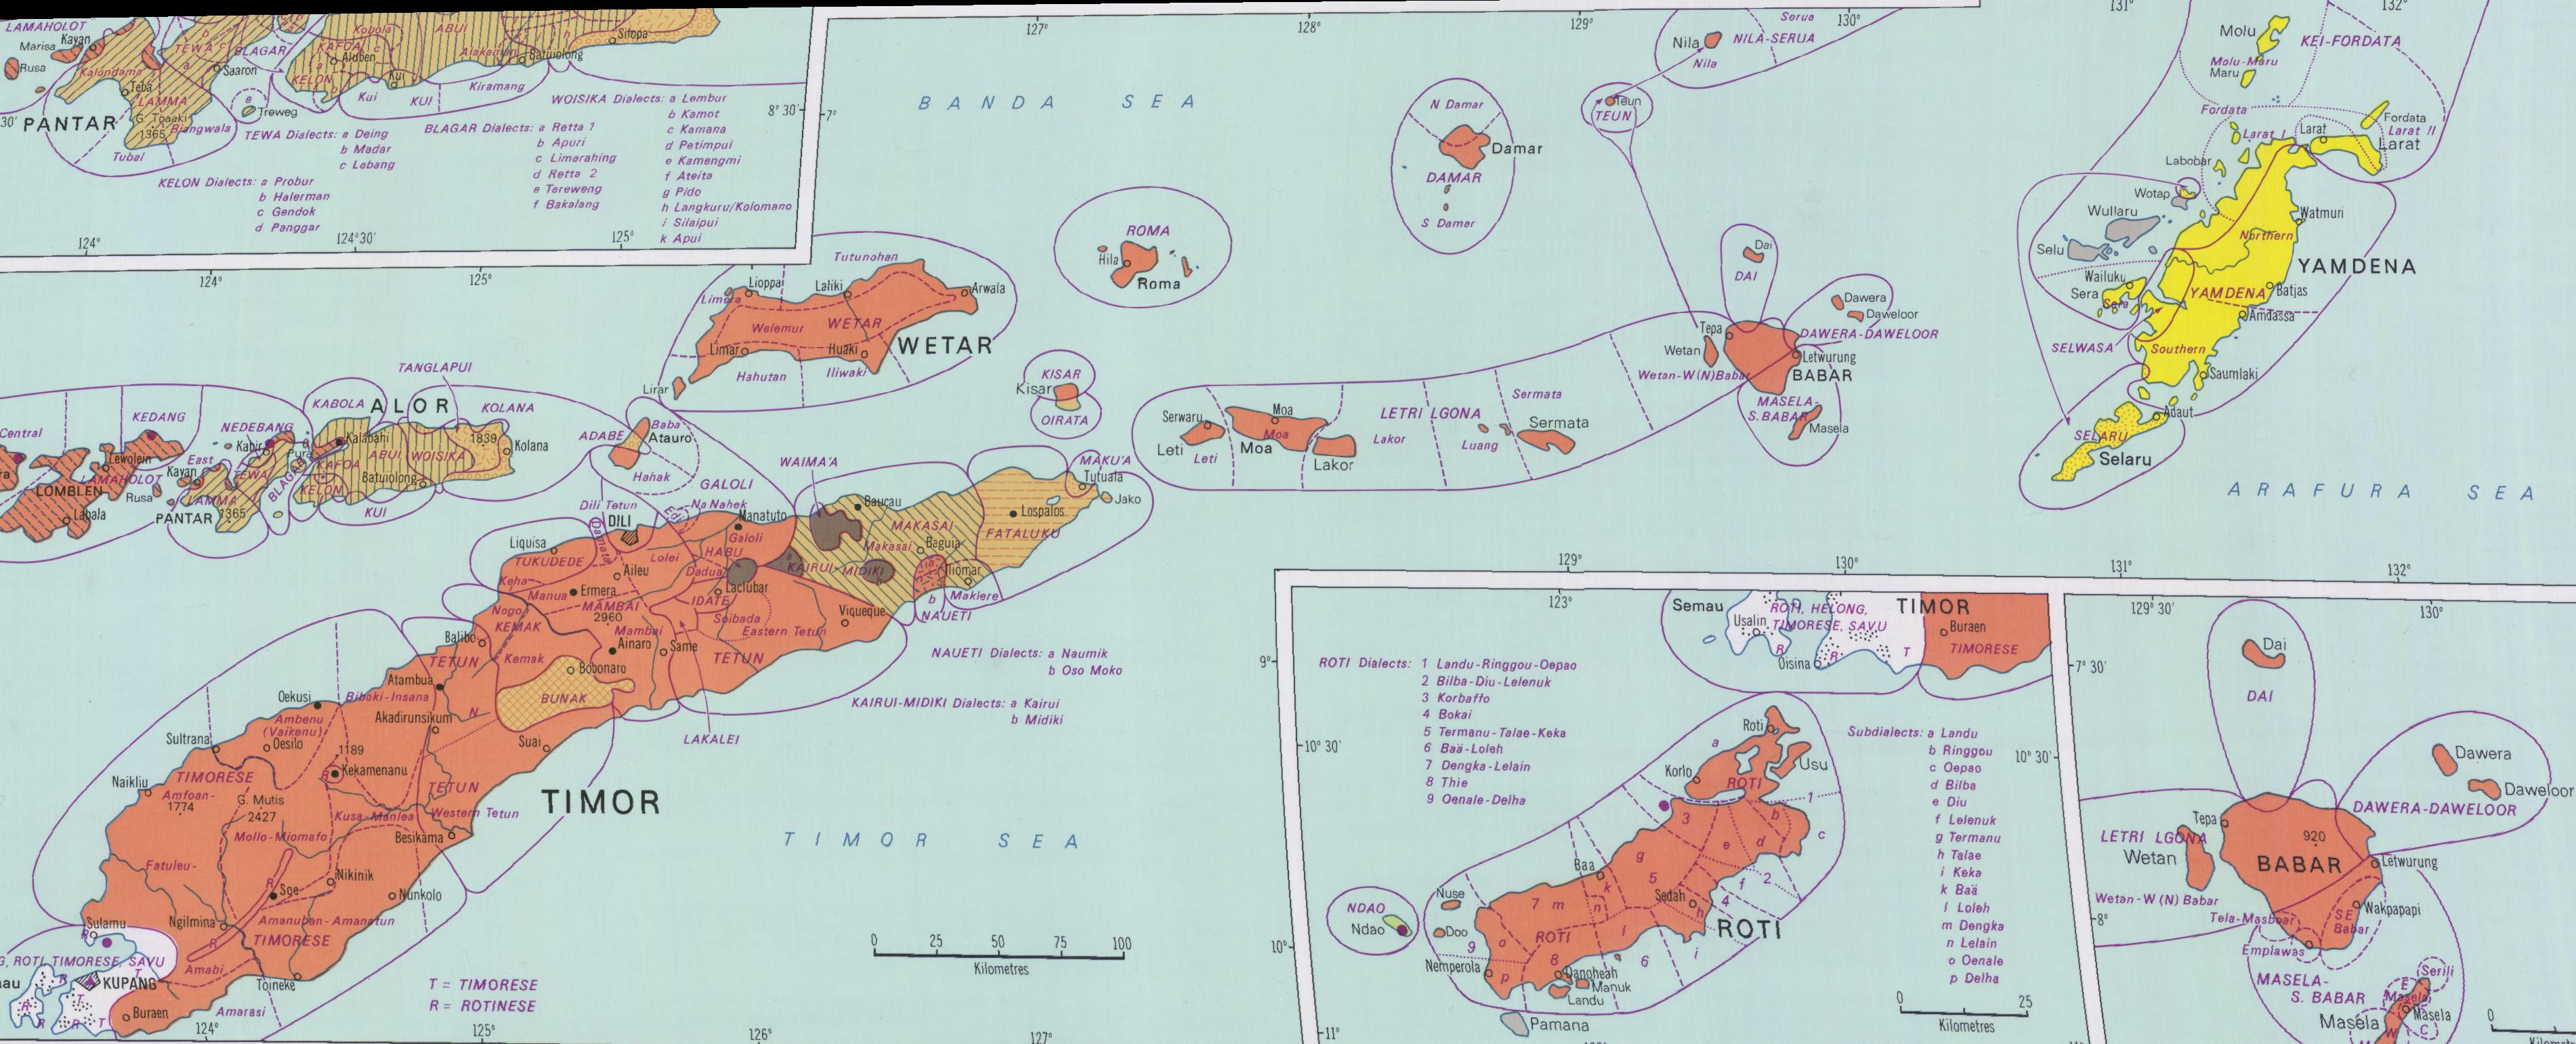 LAMAHOLOT
Kayan
Marisa
Rusa
Kalondama
Teba
LAMMA
G. Toaaki
1365
Biangwala
PANTAR
Tubal
TEWA
BLAGAR
Saaron
Treweg
a
Kabola
KAFOA
Aluben
KELON
Kui
Kui
KUI
ABUI
Alakaman
Batuiolong
Kiramang
Sitopa
TEWA Dialects: a Deing
b Madar
c Lebang
KELON Dialects: a Probur
b Halerman
c Gendok
d Panggar
BLAGAR Dialects: a Retta 1
b Apuri
c Limarahing
d Retta 2
e Tereweng
f Bakalang
WOISIKA Dialects: a Lembur
b Kamot
c Kamana
d Petimpul
e Kamengmi
f Ateita
g Pido
h Langkuru/Kolomano
i Silaipui
k Apui
8° 30'
30'
124°
124°30'
125°
7°
127°
128°
129°
130°
131°
132°
BANDA SEA
Serua
Nila
NILA-SERUA
Nila
Teun
TEUN
N Damar
Damar
DAMAR
S Damar
ROMA
Hila
Roma
Dai
DAI
Dawera
Daweloor
DAWERA-DAWELOOR
Tepa
Wetan
Letwurung
BABAR
Wetan-W(N)Babar
MASELA-
S.BABAR
Masela
Molu
KEI-FORDATA
Molu-Maru
Maru
Fordata
Fordata
Larat I
Larat
Larat II
Larat
Labobar
Wotap
Wullaru
Selu
Wailuku
Sera
Sera
Watmuri
Northern
YAMDENA
YAMDENA
Batjas
Amdassa
SELWASA
Southern
Saumlaki
Adaut
SELARU
Selaru
ARAFURA SEA
124°
125°
Tutunohan
Lioppa
Limera
Laliki
Arwala
Welemur
WETAR
WETAR
Limar
Huaki
Iliwaki
Hahutan
Lirar
KISAR
Kisar
OIRATA
Serwaru
Leti
Leti
Moa
Moa
Moa
Lakor
Lakor
LETRI LGONA
Luang
Sermata
Sermata
TANGLAPUI
KEDANG
Central
KABOLA
ALOR
KOLANA
NEDEBANG
Kabir
Pura
Kalabahi
1839
Kolana
ABUI
WOISIKA
KAFOA
Batuiolong
KELON
KUI
Lewolein
LAMAHOLOT
LOMBLEN
Labala
Kayan
East
Rusa
TEWA
LAMMA
1365
PANTAR
ADABE
Baba
Atauro
Hahak
GALOLI
WAIMA'A
MAKU'A
Tutuala
Jako
Dili Tetun
DILI
Edi
Na Nahek
Manatuto
Baucau
MAKASAI
Makasai
Baguia
Lospalos
FATALUKU
Liquisa
TUKUDEDE
Damata
Lolei
Galoli
HABU
Dadua
KAIRUI-MIDIKI
Iliomar
Maklere
b
NAUETI
Keha
Aileu
Laclubar
Manua
Ermera
MAMBAI
2960
IDATE
Soibada
Viqueque
Nogo
KEMAK
Mambai
Eastern Tetun
Balibo
Ainaro
Same
TETUN
TETUN
Kemak
Bobonaro
BUNAK
Atambua
Oekusi
Biboki-Insana
Akadirunsikum
N
Ambenu
(Vaikenu)
Sultrana
Oesilo
Suai
LAKALEI
1189
R
Kekamenanu
Naikliu
TIMORESE
Amfoan-
1774
G. Mutis
2427
TETUN
Kusa-Manlea
Western Tetun
TIMOR
Mollo-Miomafo
Besikama
Fatuleu-
Nikinik
R
Soe
Nunkolo
Sulamu
R
Ngilmina
Amanuban-Amanatun
R
TIMORESE
G, ROTI, TIMORESE, SAVU
T
Amabi
au
KUPANG
Toineke
Buraen
Amarasi
124°
125°
126°
127°
NAUETI Dialects: a Naumik
b Oso Moko
KAIRUI-MIDIKI Dialects: a Kairui
b Midiki
TIMOR SEA
T = TIMORESE
R = ROTINESE
0 25 50 75 100
Kilometres
129°
130°
131°
132°
123°
9°
10°
11°
10° 30'
10° 30'
ROTI Dialects: 1 Landu-Ringgou-Oepao
2 Bilba-Diu-Lelenuk
3 Korbaffo
4 Bokai
5 Termanu-Talae-Keka
6 Baä-Loleh
7 Dengka-Lelain
8 Thie
9 Oenale-Delha
Semau
ROTI, HELONG,
TIMORESE, SAVU
Usalin
R
Oisina
R
T
TIMOR
Buraen
TIMORESE
Roti
a
Korlo
Usu
ROTI
1
3
b
c
e
d
g
Baa
5
f
2
k
Sedah
4
h
ROTI
Nuse
7 m
n
l
Doo
9
o
ROTI
8
6
i
Nemperola
p
Danoheah
Manuk
Landu
Pamana
NDAO
Ndao
Subdialects: a Landu
b Ringgou
c Oepao
d Bilba
e Diu
f Lelenuk
g Termanu
h Talae
i Keka
k Baä
l Loleh
m Dengka
n Lelain
o Oenale
p Delha
0 25
Kilometres
129° 30'
130°
7° 30'
8°
Dai
DAI
Dawera
Daweloor
DAWERA-DAWELOOR
Tepa
LETRI LGONA
Wetan
920
BABAR
Letwurung
Wetan-W (N) Babar
Tela-Masbuar
SE
Babar
Wakpapapi
Emplawas
MASELA-
S. BABAR
Serili
E
Masela
Masela
Masela
W
C
0